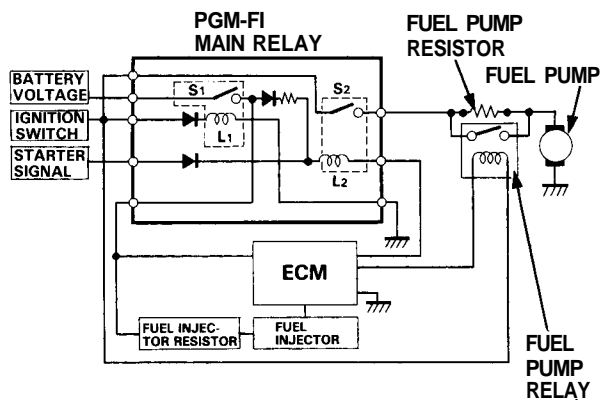 PGM-FI
MAIN RELAY
FUEL PUMP
RESISTOR
FUEL PUMP
BATTERY
VOLTAGE
IGNITION
SWITCH
STARTER
SIGNAL
S1
L1
S2
L2
ECM
FUEL INJEC-
TOR RESISTOR
FUEL
INJECTOR
FUEL
PUMP
RELAY